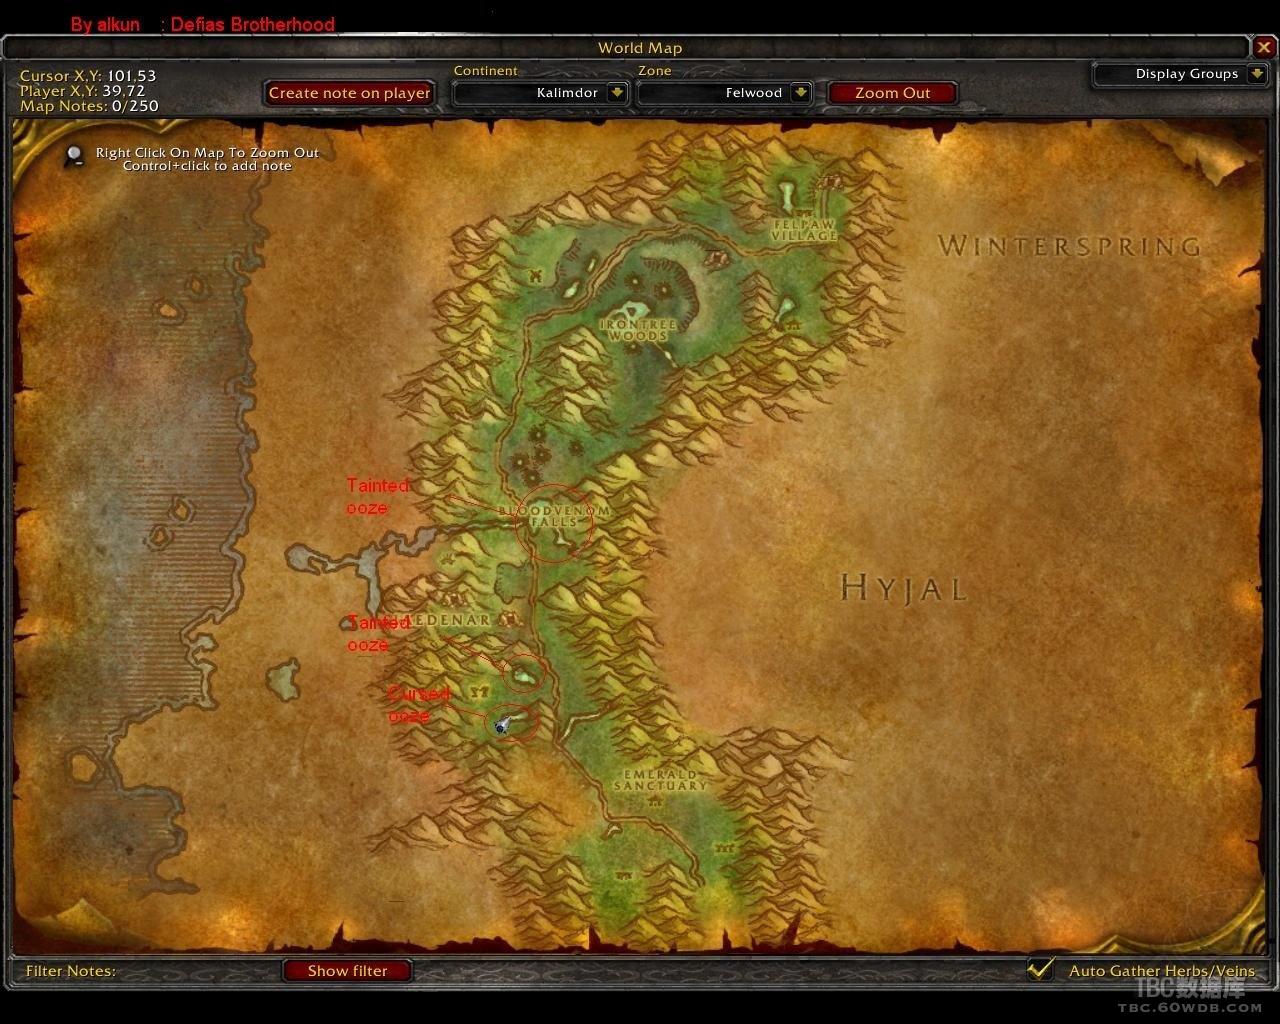 By alkun : Defias Brotherhood
World Map
Cursor X,Y: 101,53
Player X,Y: 39,72
Map Notes: 0/250
Create note on player
Continent
Kalimdor
Zone
Felwood
Zoom Out
Display Groups
Right Click On Map To Zoom Out
Control+click to add note
FELPAW
VILLAGE
WINTERSPRING
IRONTREE
WOODS
Tainted
ooze
BLOODVENOM
FALLS
HYJAL
Tainted
ooze
JAEDENAR
Cursed
ooze
EMERALD
SANCTUARY
Filter Notes:
Show filter
Auto Gather Herbs/Veins
TBC数据库
TBC.60WDB.COM